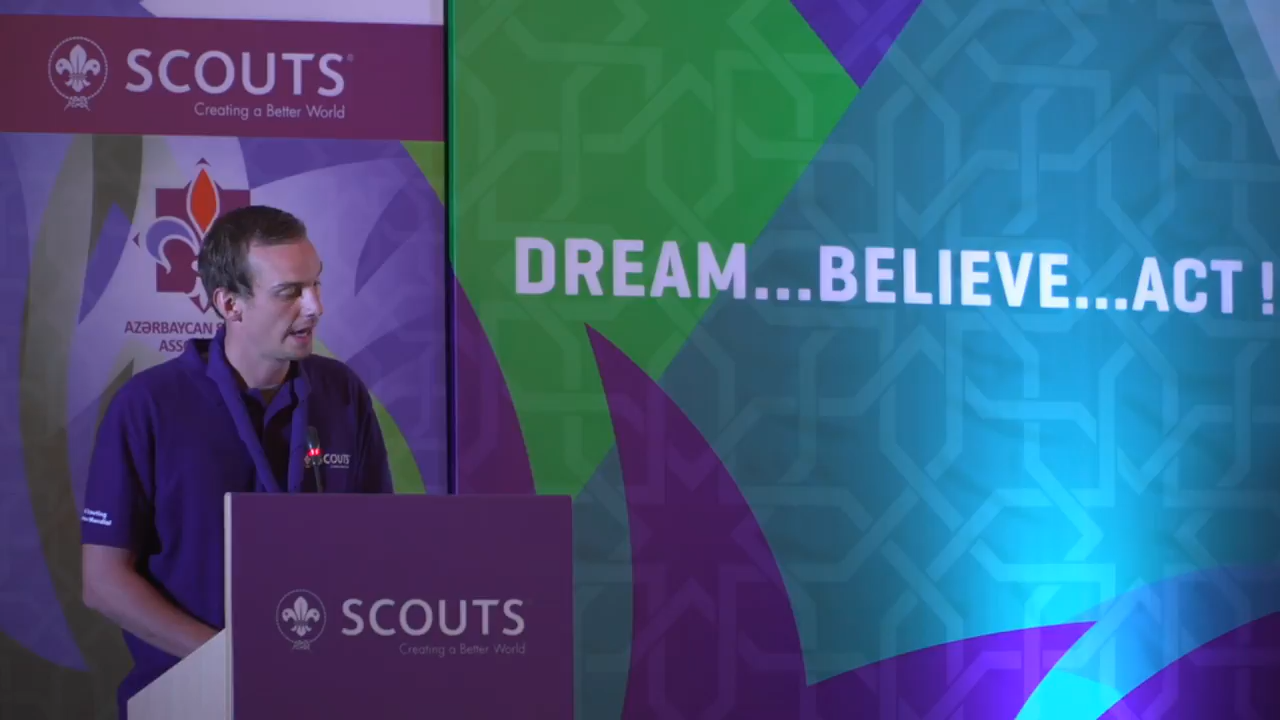 SCOUTS
Creating a Better World
AZƏRBAYCAN
DREAM...BELIEVE...ACT !
SCOUTS
SCOUTS
Creating a Better World